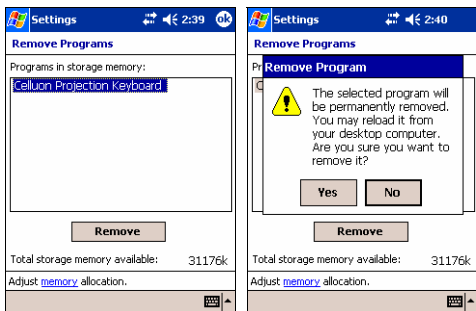 Settings 2:39 ok
Remove Programs
Programs in storage memory:
Celluon Projection Keyboard
Remove
Total storage memory available: 31176k
Adjust memory allocation.
Settings 2:40
Remove Programs
Pr
Remove Program
C
The selected program will
be permanently removed.
You may reload it from
your desktop computer.
Are you sure you want to
remove it?
Yes No
Remove
Total storage memory available: 31176k
Adjust memory allocation.